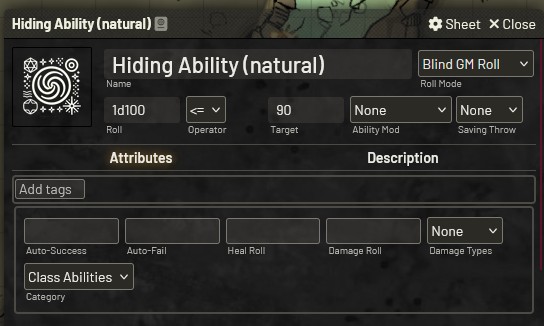 Hiding Ability (natural) Sheet Close
Hiding Ability (natural) Blind GM Roll
Name Roll Mode
1d100 <= 90 None None
Roll Operator Target Ability Mod Saving Throw
Attributes Description
Add tags
None
Auto-Success Auto-Fail Heal Roll Damage Roll Damage Types
Class Abilities
Category